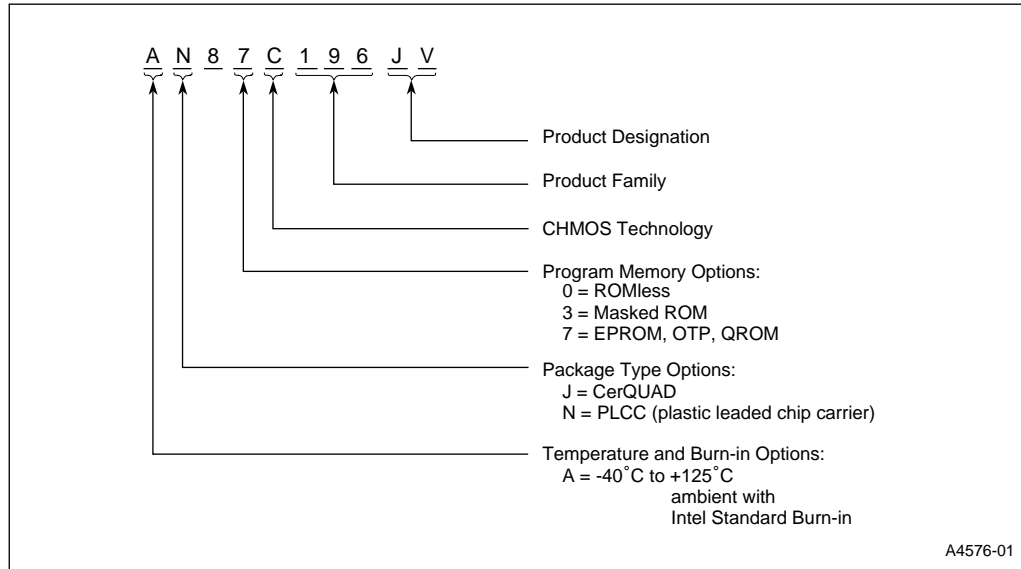 A N 8 7 C 1 9 6 J V
Product Designation
Product Family
CHMOS Technology
Program Memory Options:
0 = ROMless
3 = Masked ROM
7 = EPROM, OTP, QROM
Package Type Options:
J = CerQUAD
N = PLCC (plastic leaded chip carrier)
Temperature and Burn-in Options:
A = -40˚C to +125˚C
ambient with
Intel Standard Burn-in
A4576-01